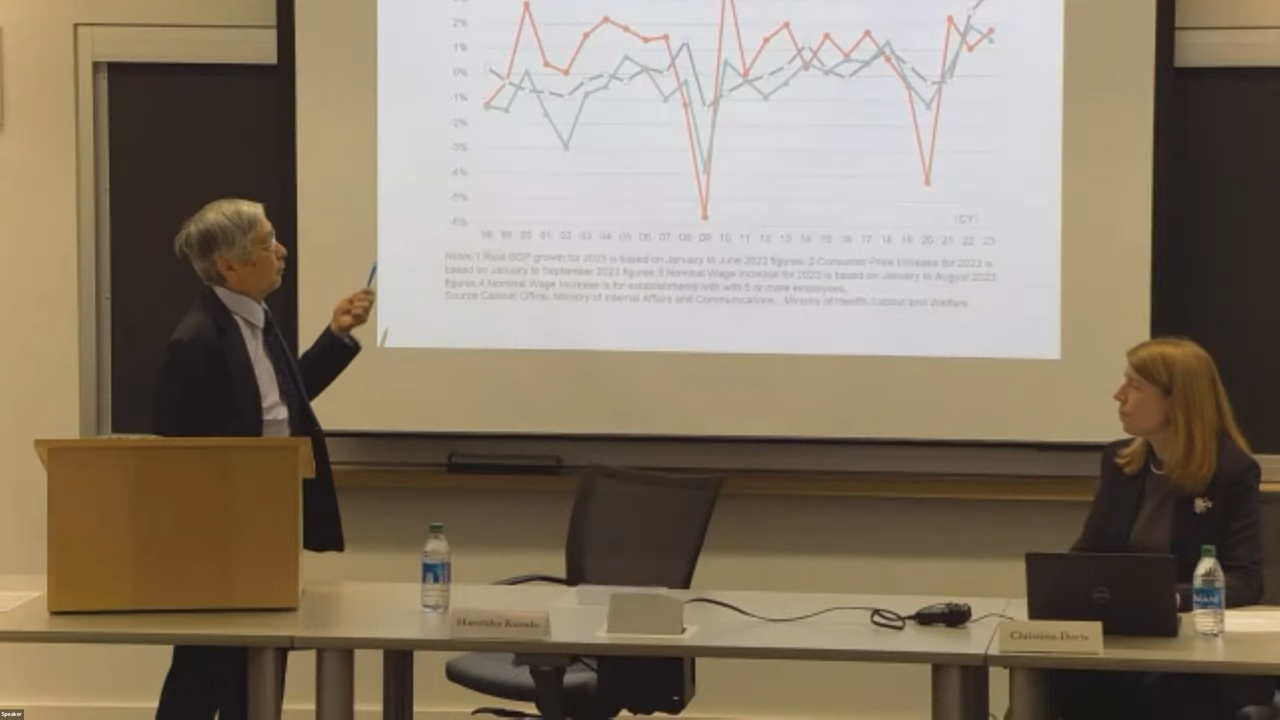 2%
1%
0%
-1%
-2%
-3%
-4%
-5%
-6%
(CY)
98 99 00 01 02 03 04 05 06 07 08 09 10 11 12 13 14 15 16 17 18 19 20 21 22 23
Notes:1.Real GDP growth for 2023 is based on January to June 2023 figures. 2.Consumer Price Increase for 2023 is
based on January to September 2023 figures.3.Nominal Wage Increase for 2023 is based on January to August 2023
figures.4.Nominal Wage Increase is for establishments with with 5 or more employees.
Source Cabinet Office, Ministry of Internal Affairs and Communications, Ministry of Health, Labour and Welfare
Haruhiko Kuroda
Christina Davis
DELL
Speaker